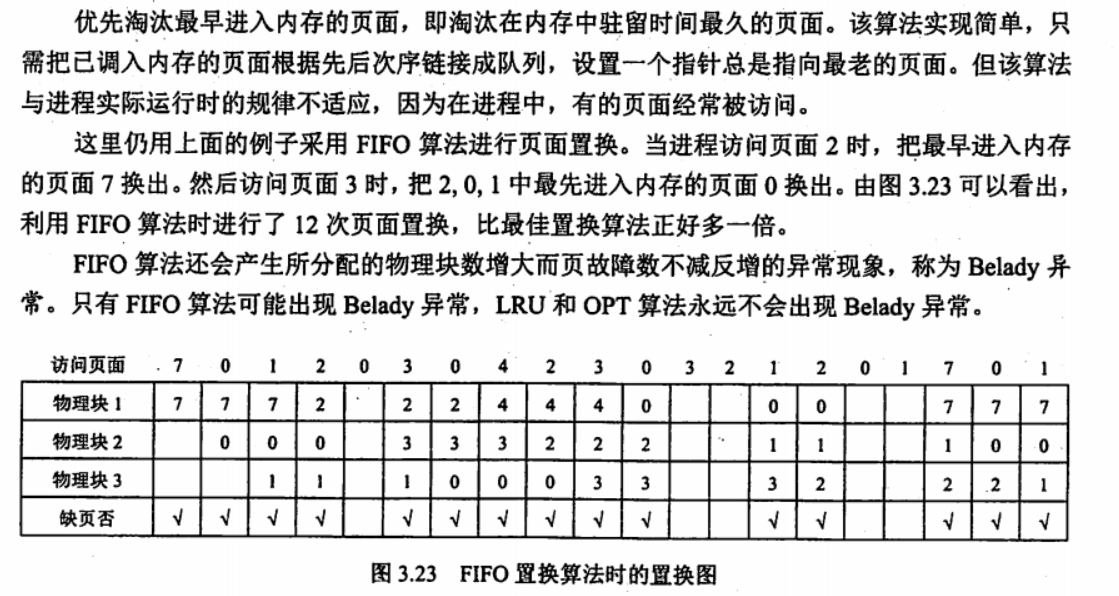 优先淘汰最早进入内存的页面，即淘汰在内存中驻留时间最久的页面。该算法实现简单，只
需把已调入内存的页面根据先后次序链接成队列，设置一个指针总是指向最老的页面。但该算法
与进程实际运行时的规律不适应，因为在进程中，有的页面经常被访问。
这里仍用上面的例子采用 FIFO 算法进行页面置换。当进程访问页面 2 时，把最早进入内存
的页面 7 换出。然后访问页面 3 时，把 2, 0, 1 中最先进入内存的页面 0 换出。由图 3.23 可以看出，
利用 FIFO 算法时进行了 12 次页面置换，比最佳置换算法正好多一倍。
FIFO 算法还会产生所分配的物理块数增大而页故障数不减反增的异常现象，称为 Belady 异
常。只有 FIFO 算法可能出现 Belady 异常，LRU 和 OPT 算法永远不会出现 Belady 异常。
访问页面 7 0 1 2 0 3 0 4 2 3 0 3 2 1 2 0 1 7 0 1
物理块 1 7 7 7 2 2 2 4 4 4 0 0 0 7 7 7
物理块 2 0 0 0 3 3 3 2 2 2 1 1 1 0 0
物理块 3 1 1 1 0 0 0 3 3 3 2 2 2 1
缺页否 √ √ √ √ √ √ √ √ √ √ √ √ √ √ √
图 3.23 FIFO 置换算法时的置换图